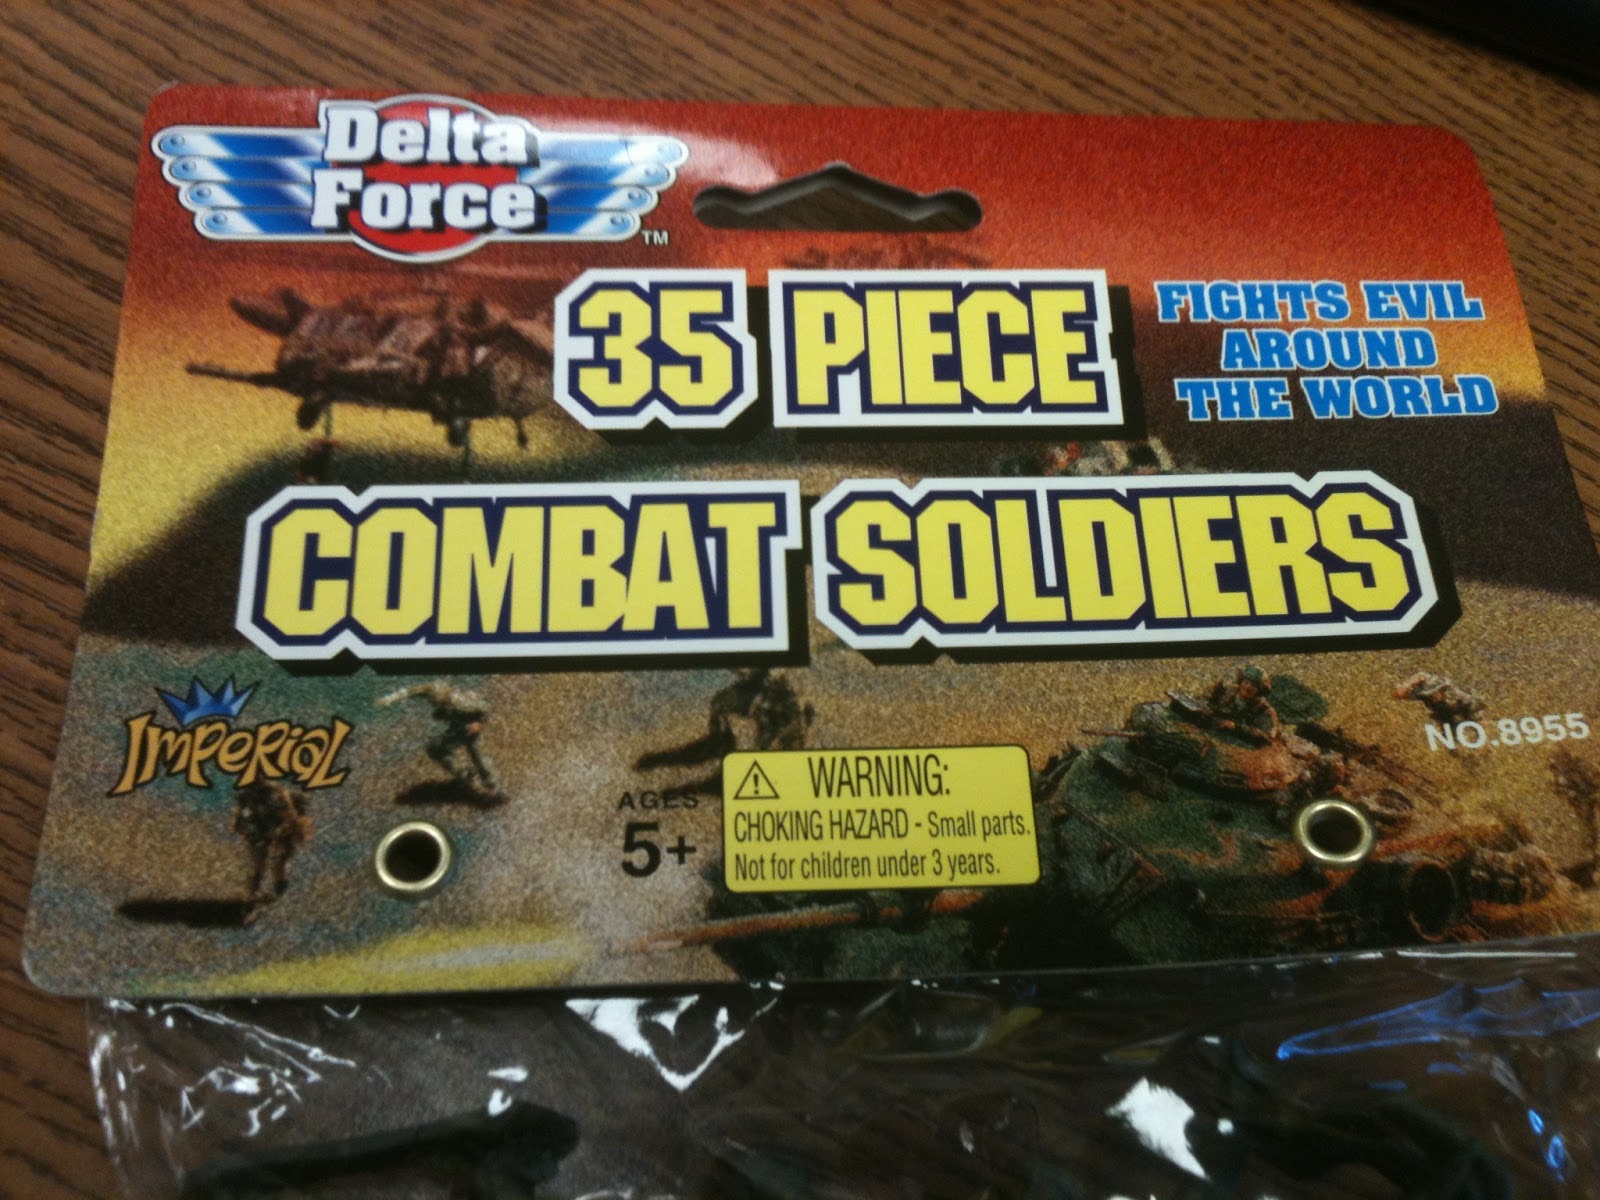 Delta
Force
TM
35 PIECE
FIGHTS EVIL
AROUND
THE WORLD
COMBAT SOLDIERS
Imperial
NO.8955
AGES
5+
WARNING:
CHOKING HAZARD - Small parts.
Not for children under 3 years.